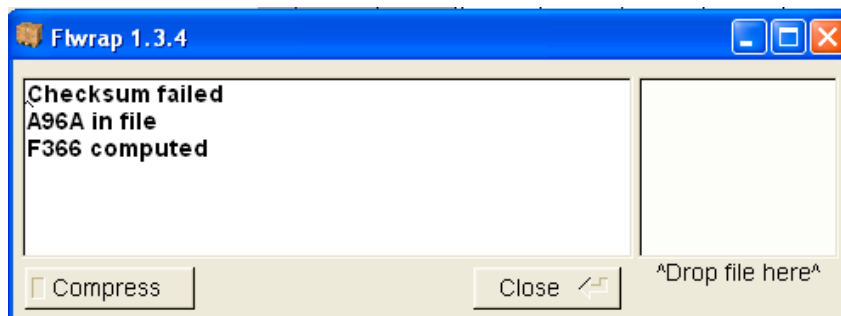 Flwrap 1.3.4
Checksum failed
A96A in file
F366 computed
Compress
Close
^Drop file here^